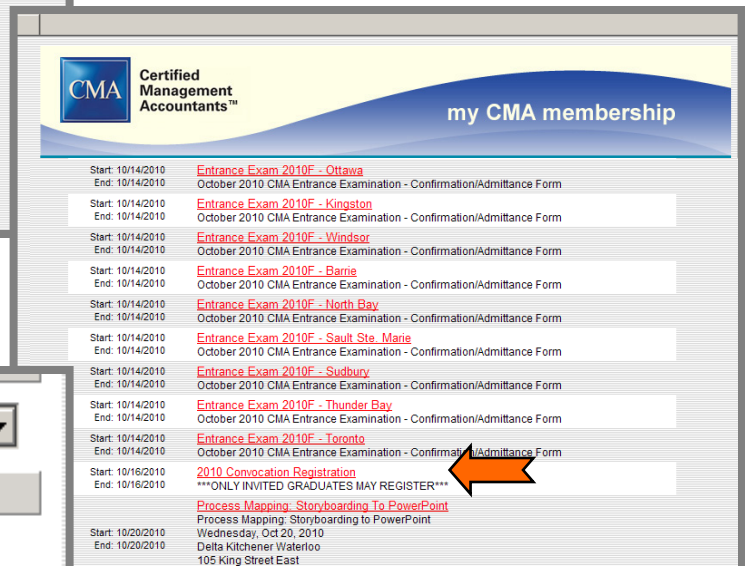 CMA
Certified
Management
Accountants™
my CMA membership
Start: 10/14/2010
End: 10/14/2010
Entrance Exam 2010F - Ottawa
October 2010 CMA Entrance Examination - Confirmation/Admittance Form
Start: 10/14/2010
End: 10/14/2010
Entrance Exam 2010F - Kingston
October 2010 CMA Entrance Examination - Confirmation/Admittance Form
Start: 10/14/2010
End: 10/14/2010
Entrance Exam 2010F - Windsor
October 2010 CMA Entrance Examination - Confirmation/Admittance Form
Start: 10/14/2010
End: 10/14/2010
Entrance Exam 2010F - Barrie
October 2010 CMA Entrance Examination - Confirmation/Admittance Form
Start: 10/14/2010
End: 10/14/2010
Entrance Exam 2010F - North Bay
October 2010 CMA Entrance Examination - Confirmation/Admittance Form
Start: 10/14/2010
End: 10/14/2010
Entrance Exam 2010F - Sault Ste. Marie
October 2010 CMA Entrance Examination - Confirmation/Admittance Form
Start: 10/14/2010
End: 10/14/2010
Entrance Exam 2010F - Sudbury
October 2010 CMA Entrance Examination - Confirmation/Admittance Form
Start: 10/14/2010
End: 10/14/2010
Entrance Exam 2010F - Thunder Bay
October 2010 CMA Entrance Examination - Confirmation/Admittance Form
Start: 10/14/2010
End: 10/14/2010
Entrance Exam 2010F - Toronto
October 2010 CMA Entrance Examination - Confirmation/Admittance Form
Start: 10/16/2010
End: 10/16/2010
2010 Convocation Registration
***ONLY INVITED GRADUATES MAY REGISTER***
Start: 10/20/2010
End: 10/20/2010
Process Mapping: Storyboarding To PowerPoint
Process Mapping: Storyboarding to PowerPoint
Wednesday, Oct 20, 2010
Delta Kitchener Waterloo
105 King Street East